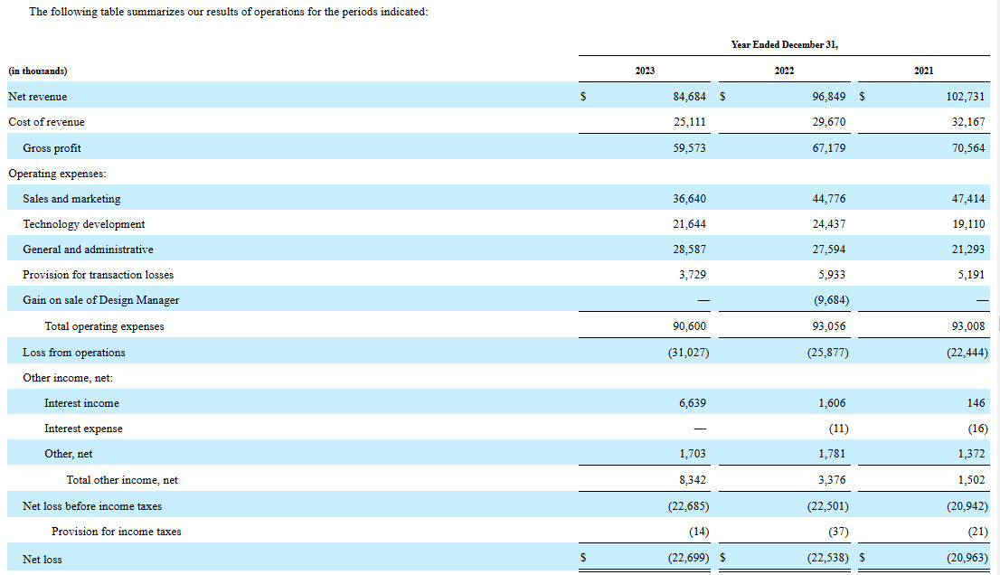 The following table summarizes our results of operations for the periods indicated:
Year Ended December 31,
(in thousands) 2023 2022 2021
Net revenue $ 84,684 $ 96,849 $ 102,731
Cost of revenue 25,111 29,670 32,167
Gross profit 59,573 67,179 70,564
Operating expenses:
Sales and marketing 36,640 44,776 47,414
Technology development 21,644 24,437 19,110
General and administrative 28,587 27,594 21,293
Provision for transaction losses 3,729 5,933 5,191
Gain on sale of Design Manager — (9,684) —
Total operating expenses 90,600 93,056 93,008
Loss from operations (31,027) (25,877) (22,444)
Other income, net:
Interest income 6,639 1,606 146
Interest expense — (11) (16)
Other, net 1,703 1,781 1,372
Total other income, net 8,342 3,376 1,502
Net loss before income taxes (22,685) (22,501) (20,942)
Provision for income taxes (14) (37) (21)
Net loss $ (22,699) $ (22,538) $ (20,963)